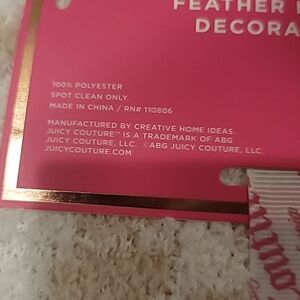 FEATHER
DECORA
100% POLYESTER
SPOT CLEAN ONLY.
MADE IN CHINA / RN# 110806
MANUFACTURED BY CREATIVE HOME IDEAS.
JUICY COUTURE™ IS A TRADEMARK OF ABG
JUICY COUTURE, LLC. ©ABG JUICY COUTURE, LLC.
JUICYCOUTURE.COM